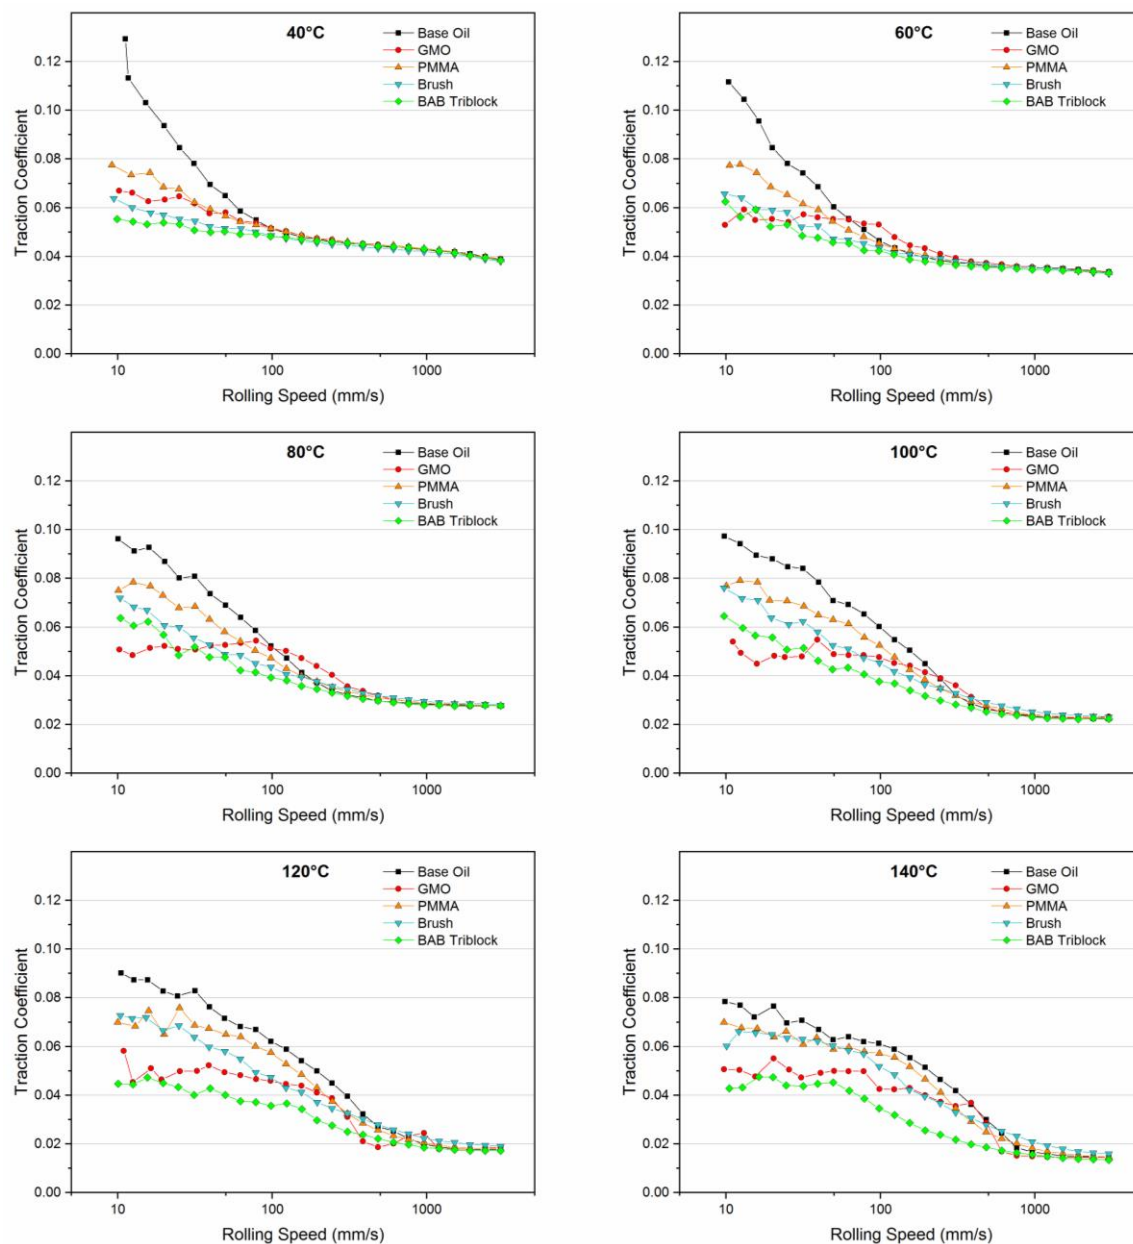 40°C
Base Oil
GMO
PMMA
Brush
BAB Triblock
Traction Coefficient
0.12
0.10
0.08
0.06
0.04
0.02
0.00
10
100
1000
Rolling Speed (mm/s)
60°C
Base Oil
GMO
PMMA
Brush
BAB Triblock
Traction Coefficient
0.12
0.10
0.08
0.06
0.04
0.02
0.00
10
100
1000
Rolling Speed (mm/s)
80°C
Base Oil
GMO
PMMA
Brush
BAB Triblock
Traction Coefficient
0.12
0.10
0.08
0.06
0.04
0.02
0.00
10
100
1000
Rolling Speed (mm/s)
100°C
Base Oil
GMO
PMMA
Brush
BAB Triblock
Traction Coefficient
0.12
0.10
0.08
0.06
0.04
0.02
0.00
10
100
1000
Rolling Speed (mm/s)
120°C
Base Oil
GMO
PMMA
Brush
BAB Triblock
Traction Coefficient
0.12
0.10
0.08
0.06
0.04
0.02
0.00
10
100
1000
Rolling Speed (mm/s)
140°C
Base Oil
GMO
PMMA
Brush
BAB Triblock
Traction Coefficient
0.12
0.10
0.08
0.06
0.04
0.02
0.00
10
100
1000
Rolling Speed (mm/s)